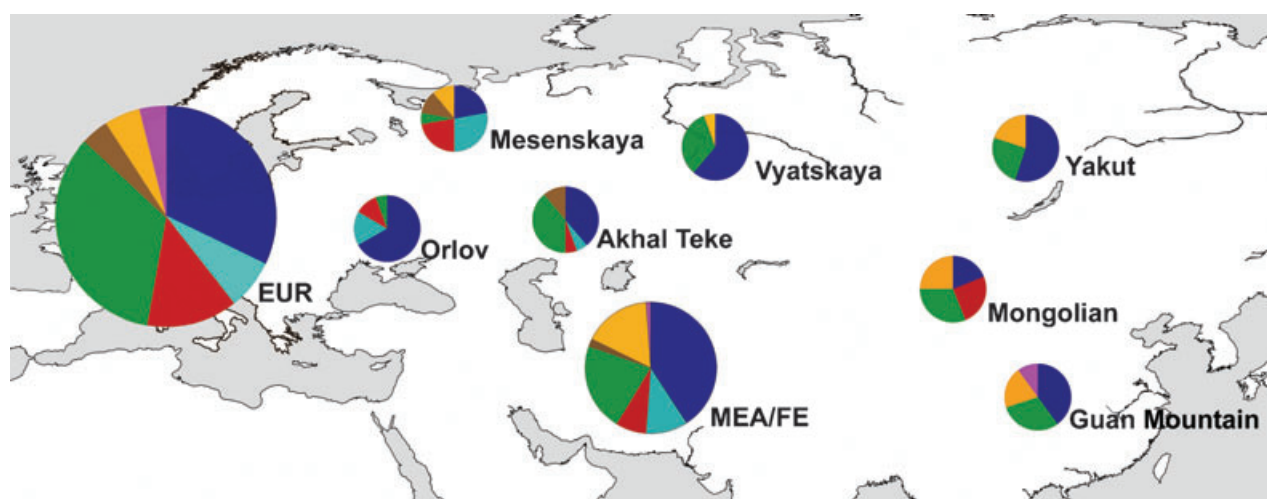 Mesenskaya
Vyatskaya
Yakut
Orlov
Akhal Teke
EUR
Mongolian
MEA/FE
Guan Mountain